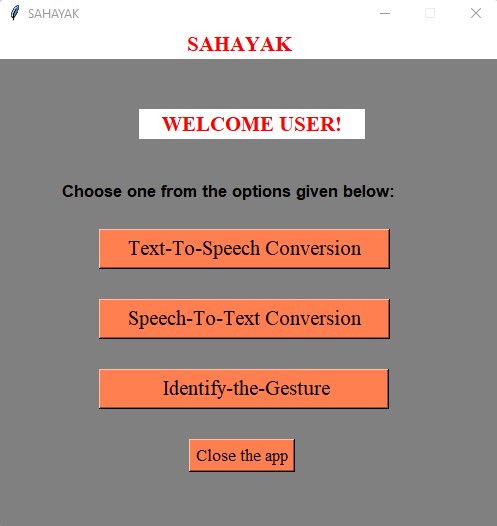 SAHAYAK
SAHAYAK
WELCOME USER!
Choose one from the options given below:
Text-To-Speech Conversion
Speech-To-Text Conversion
Identify-the-Gesture
Close the app